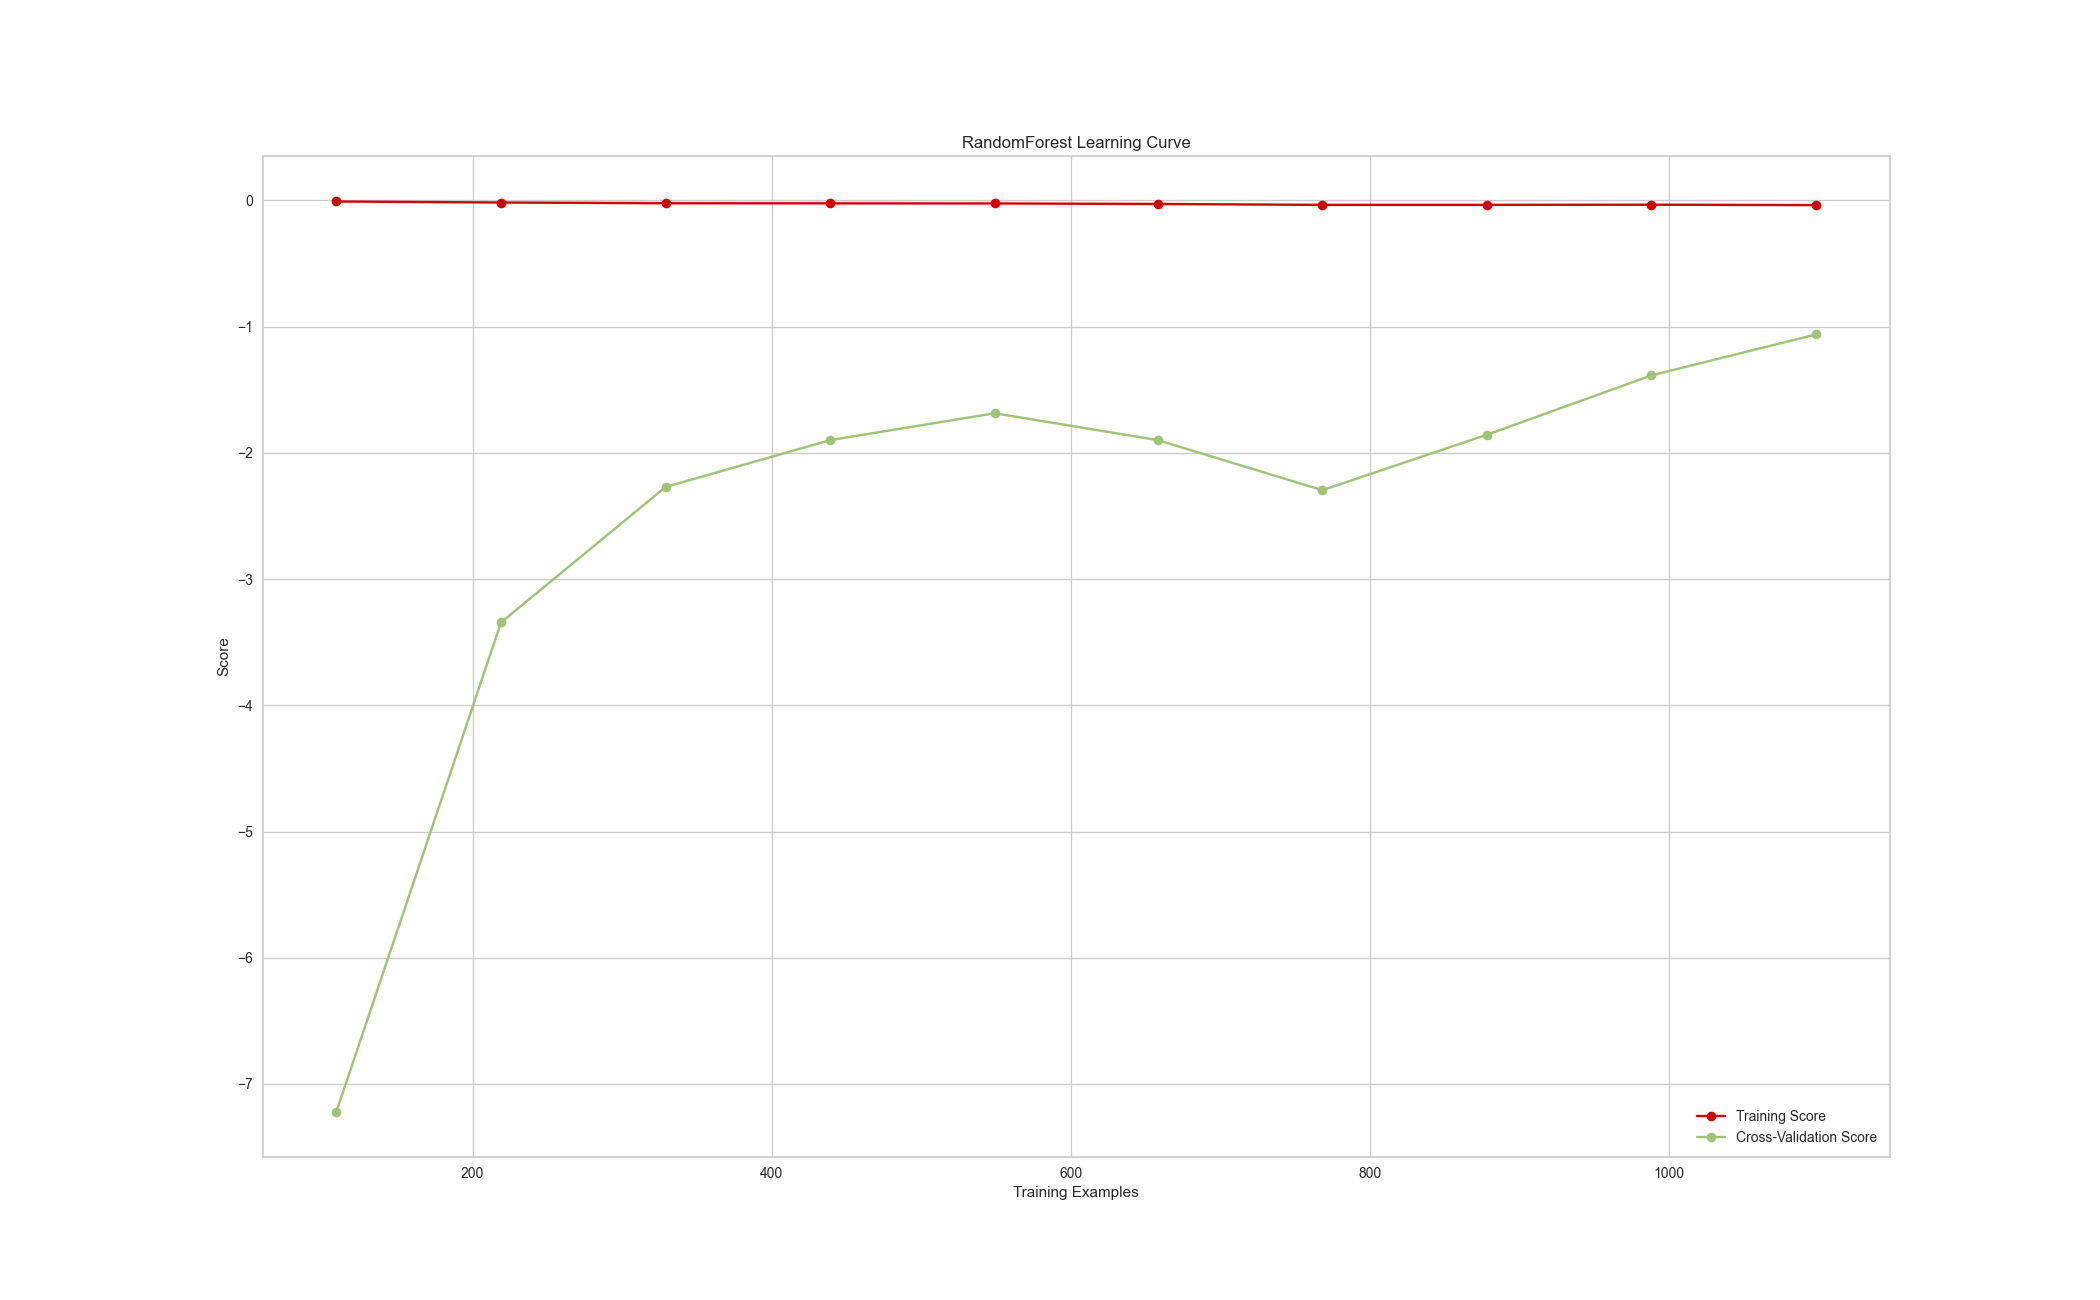 RandomForest Learning Curve
0
−1
−2
−3
−4
−5
−6
−7
Score
200
400
600
800
1000
Training Examples
Training Score
Cross-Validation Score